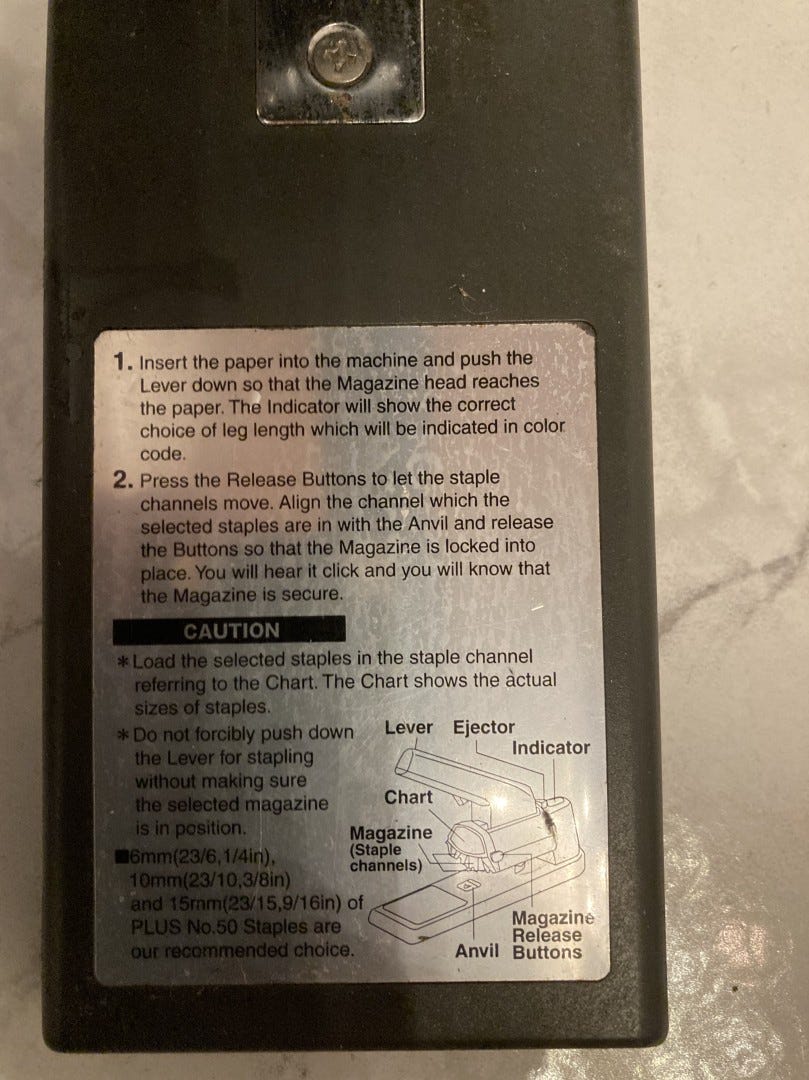 1. Insert the paper into the machine and push the
Lever down so that the Magazine head reaches
the paper. The Indicator will show the correct
choice of leg length which will be indicated in color
code.
2. Press the Release Buttons to let the staple
channels move. Align the channel which the
selected staples are in with the Anvil and release
the Buttons so that the Magazine is locked into
place. You will hear it click and you will know that
the Magazine is secure.
CAUTION
* Load the selected staples in the staple channel
referring to the Chart. The Chart shows the actual
sizes of staples.
* Do not forcibly push down
the Lever for stapling
without making sure
the selected magazine
is in position.
■6mm(23/6,1/4in),
10mm(23/10,3/8in)
and 15mm(23/15,9/16in) of
PLUS No.50 Staples are
our recommended choice.
Lever Ejector
Indicator
Chart
Magazine
(Staple
channels)
Anvil
Magazine
Release
Buttons